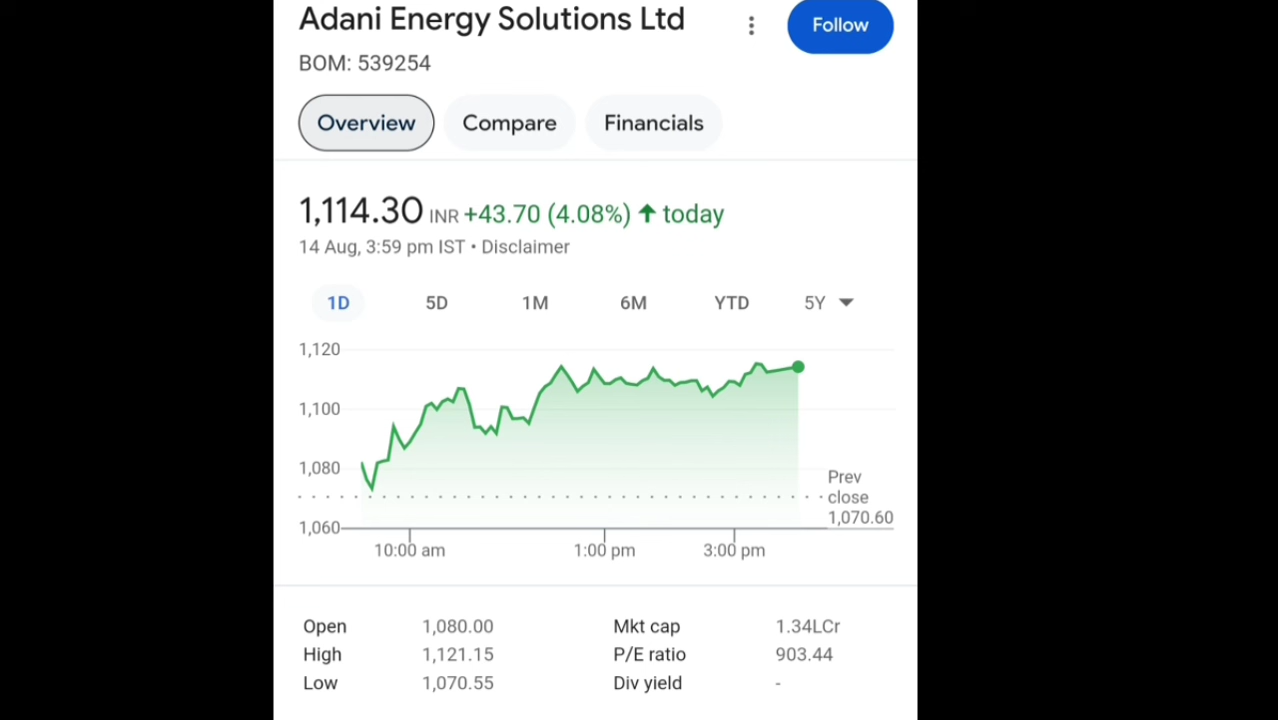 Adani Energy Solutions Ltd
Follow
BOM: 539254
Overview Compare Financials
1,114.30 INR +43.70 (4.08%) ↑ today
14 Aug, 3:59 pm IST • Disclaimer
1D 5D 1M 6M YTD 5Y
1,120
1,100
1,080
1,060
Prev
close
1,070.60
10:00 am 1:00 pm 3:00 pm
Open 1,080.00 Mkt cap 1.34LCr
High 1,121.15 P/E ratio 903.44
Low 1,070.55 Div yield -